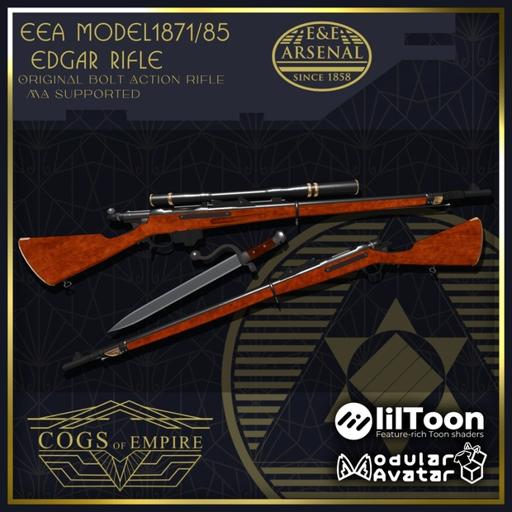 EEA MODEL1871/85
EDGAR RIFLE
ORIGINAL BOLT ACTION RIFLE
MA SUPPORTED
E&E
ARSENAL
SINCE 1858
COGS OF EMPIRE
lilToon
Feature-rich Toon shaders
Modular
Avatar